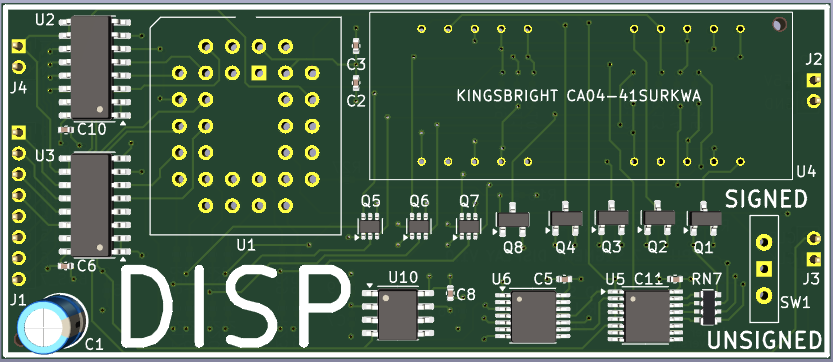 U2
J4
C10
U3
C6
J1
C1
U1
C3
C2
KINGSBRIGHT CA04-41SURKWA
J2
U4
SIGNED
Q5 Q6 Q7
Q8 Q4 Q3 Q2 Q1
J3
SW1
UNSIGNED
DISP
U10
C8
U6 C5
U5 C11 RN7